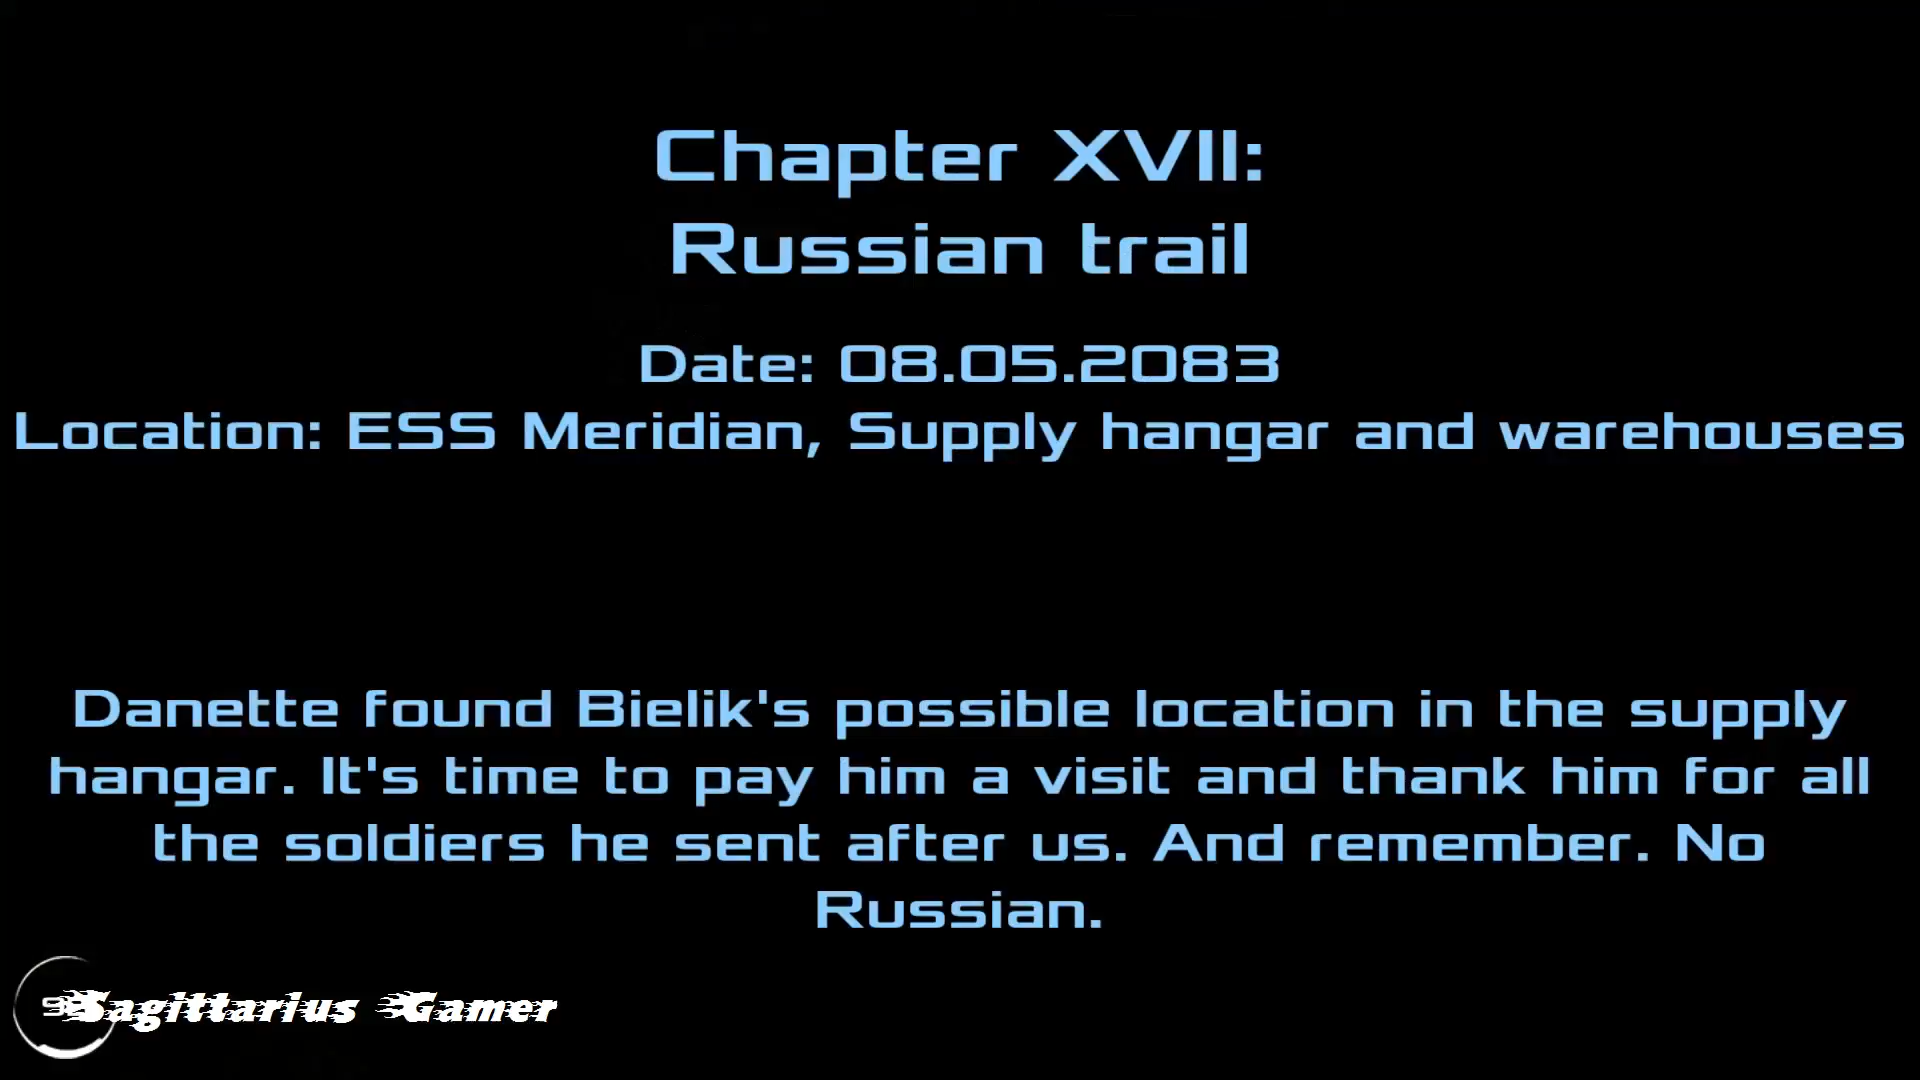 Chapter XVII:
Russian trail
Date: 08.05.2083
Location: ESS Meridian, Supply hangar and warehouses
Danette found Bielik's possible location in the supply
hangar. It's time to pay him a visit and thank him for all
the soldiers he sent after us. And remember. No
Russian.
Sagittarius Gamer